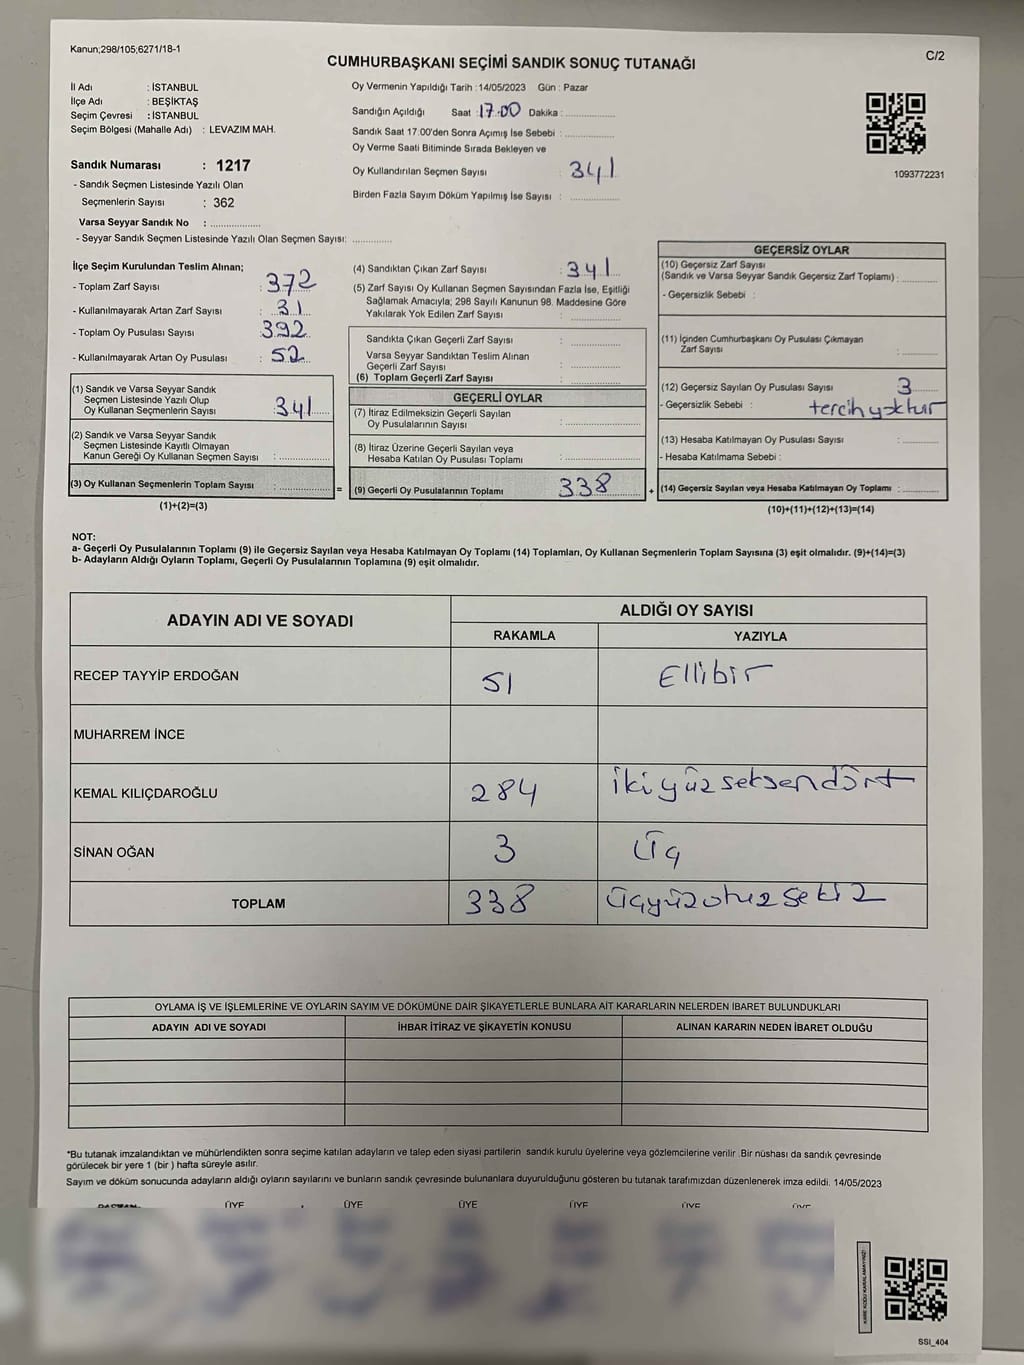 Kanun;298/105;6271/18-1
C/2
CUMHURBAŞKANI SEÇİMİ SANDIK SONUÇ TUTANAĞI
İl Adı : İSTANBUL
İlçe Adı : BEŞİKTAŞ
Seçim Çevresi : İSTANBUL
Seçim Bölgesi (Mahalle Adı) : LEVAZIM MAH.
Sandık Numarası : 1217
- Sandık Seçmen Listesinde Yazılı Olan
Seçmenlerin Sayısı : 362
Varsa Seyyar Sandık No : ..................
- Seyyar Sandık Seçmen Listesinde Yazılı Olan Seçmen Sayısı: .............
Oy Vermenin Yapıldığı Tarih :14/05/2023 Gün : Pazar
Sandığın Açıldığı Saat :17.00 Dakika :................
Sandık Saat 17.00'den Sonra Açımış İse Sebebi : ................
Oy Verme Saati Bitiminde Sırada Bekleyen ve
Oy Kullandırılan Seçmen Sayısı : 341
Birden Fazla Sayım Döküm Yapılmış İse Sayısı : ................
1093772231
İlçe Seçim Kurulundan Teslim Alınan;
- Toplam Zarf Sayısı : 372
- Kullanılmayarak Artan Zarf Sayısı : 31
- Toplam Oy Pusulası Sayısı : 392
- Kullanılmayarak Artan Oy Pusulası : 52
(1) Sandık ve Varsa Seyyar Sandık
Seçmen Listesinde Yazılı Olup
Oy Kullanan Seçmenlerin Sayısı : 341
(2) Sandık ve Varsa Seyyar Sandık
Seçmen Listesinde Kayıtlı Olmayan
Kanun Gereği Oy Kullanan Seçmen Sayısı : ................
(3) Oy Kullanan Seçmenlerin Toplam Sayısı : ................ =
(1)+(2)=(3)
(4) Sandıktan Çıkan Zarf Sayısı : 341
(5) Zarf Sayısı Oy Kullanan Seçmen Sayısından Fazla İse, Eşitliği
Sağlamak Amacıyla; 298 Sayılı Kanunun 98. Maddesine Göre
Yakılarak Yok Edilen Zarf Sayısı : ................
Sandıkta Çıkan Geçerli Zarf Sayısı : ................
Varsa Seyyar Sandıktan Teslim Alınan
Geçerli Zarf Sayısı : ................
(6) Toplam Geçerli Zarf Sayısı : ................
GEÇERLİ OYLAR
(7) İtiraz Edilmeksizin Geçerli Sayılan
Oy Pusulalarının Sayısı : ................
(8) İtiraz Üzerine Geçerli Sayılan veya
Hesaba Katılan Oy Pusulası Toplamı : ................
(9) Geçerli Oy Pusulalarının Toplamı 338 +
GEÇERSİZ OYLAR
(10) Geçersiz Zarf Sayısı
(Sandık ve Varsa Seyyar Sandık Geçersiz Zarf Toplamı) : ............
- Geçersizlik Sebebi :
(11) İçinden Cumhurbaşkanı Oy Pusulası Çıkmayan
Zarf Sayısı : ............
(12) Geçersiz Sayılan Oy Pusulası Sayısı 3
- Geçersizlik Sebebi : tercih yoktur
(13) Hesaba Katılmayan Oy Pusulası Sayısı : ............
- Hesaba Katılmama Sebebi :
(14) Geçersiz Sayılan veya Hesaba Katılmayan Oy Toplamı : ............
(10)+(11)+(12)+(13)=(14)
NOT:
a- Geçerli Oy Pusulalarının Toplamı (9) ile Geçersiz Sayılan veya Hesaba Katılmayan Oy Toplamı (14) Toplamları, Oy Kullanan Seçmenlerin Toplam Sayısına (3) eşit olmalıdır. (9)+(14)=(3)
b- Adayların Aldığı Oyların Toplamı, Geçerli Oy Pusulalarının Toplamına (9) eşit olmalıdır.
ADAYIN ADI VE SOYADI ALDIĞI OY SAYISI
RAKAMLA YAZIYLA
RECEP TAYYİP ERDOĞAN 51 Ellibir
MUHARREM İNCE
KEMAL KILIÇDAROĞLU 284 İkiyüzseksendört
SİNAN OĞAN 3 Üç
TOPLAM 338 Üçyüzotuzsekiz
OYLAMA İŞ VE İŞLEMLERİNE VE OYLARIN SAYIM VE DÖKÜMÜNE DAİR ŞİKAYETLERLE BUNLARA AİT KARARLARIN NELERDEN İBARET BULUNDUKLARI
ADAYIN ADI VE SOYADI İHBAR İTİRAZ VE ŞİKAYETİN KONUSU ALINAN KARARIN NEDEN İBARET OLDUĞU
*Bu tutanak imzalandıktan ve mühürlendikten sonra seçime katılan adayların ve talep eden siyasi partilerin sandık kurulu üyelerine veya gözlemcilerine verilir .Bir nüshası da sandık çevresinde
görülecek bir yere 1 (bir ) hafta süreyle asılır.
Sayım ve döküm sonucunda adayların aldığı oyların sayılarını ve bunların sandık çevresinde bulunanlara duyurulduğunu gösteren bu tutanak tarafımızdan düzenlenerek imza edildi. 14/05/2023
BAŞKAN ÜYE ÜYE ÜYE ÜYE ÜYE ÜYE
SSI_404